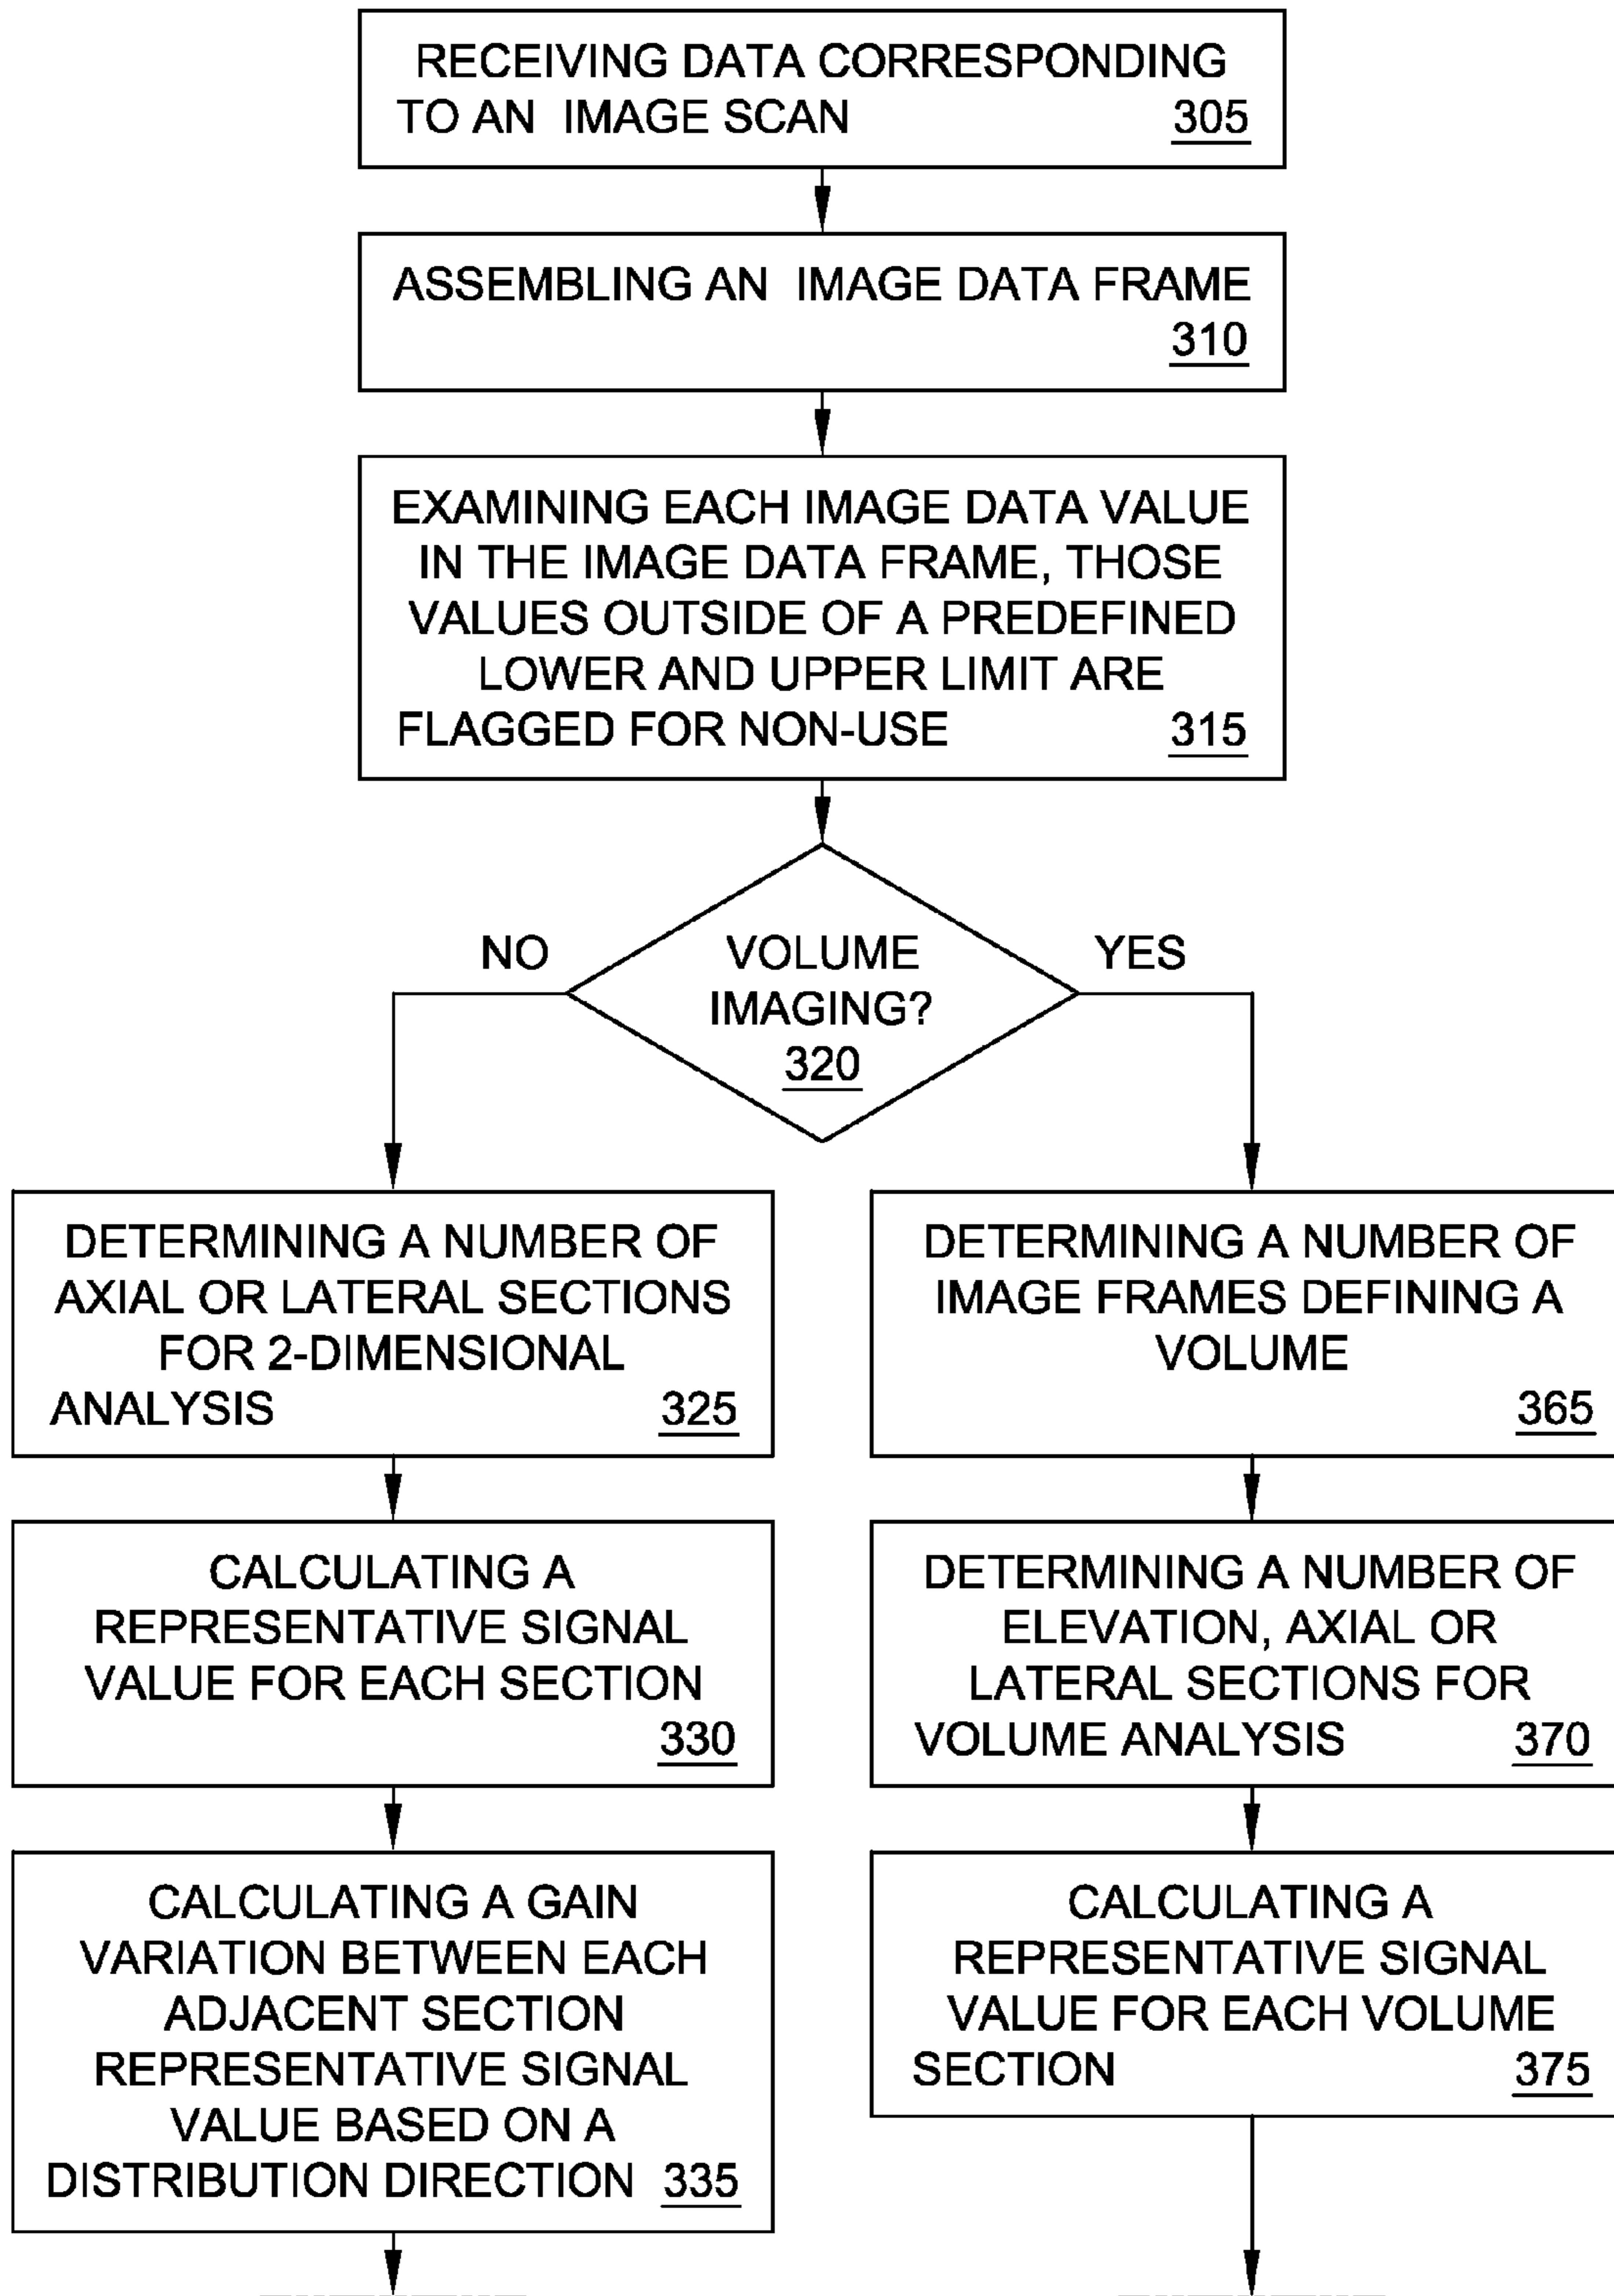 RECEIVING DATA CORRESPONDING
TO AN IMAGE SCAN 305
ASSEMBLING AN IMAGE DATA FRAME
310
EXAMINING EACH IMAGE DATA VALUE
IN THE IMAGE DATA FRAME, THOSE
VALUES OUTSIDE OF A PREDEFINED
LOWER AND UPPER LIMIT ARE
FLAGGED FOR NON-USE 315
NO
VOLUME
IMAGING?
320
YES
DETERMINING A NUMBER OF
AXIAL OR LATERAL SECTIONS
FOR 2-DIMENSIONAL
ANALYSIS 325
CALCULATING A
REPRESENTATIVE SIGNAL
VALUE FOR EACH SECTION
330
CALCULATING A GAIN
VARIATION BETWEEN EACH
ADJACENT SECTION
REPRESENTATIVE SIGNAL
VALUE BASED ON A
DISTRIBUTION DIRECTION 335
DETERMINING A NUMBER OF
IMAGE FRAMES DEFINING A
VOLUME
365
DETERMINING A NUMBER OF
ELEVATION, AXIAL OR
LATERAL SECTIONS FOR
VOLUME ANALYSIS 370
CALCULATING A
REPRESENTATIVE SIGNAL
VALUE FOR EACH VOLUME
SECTION 375